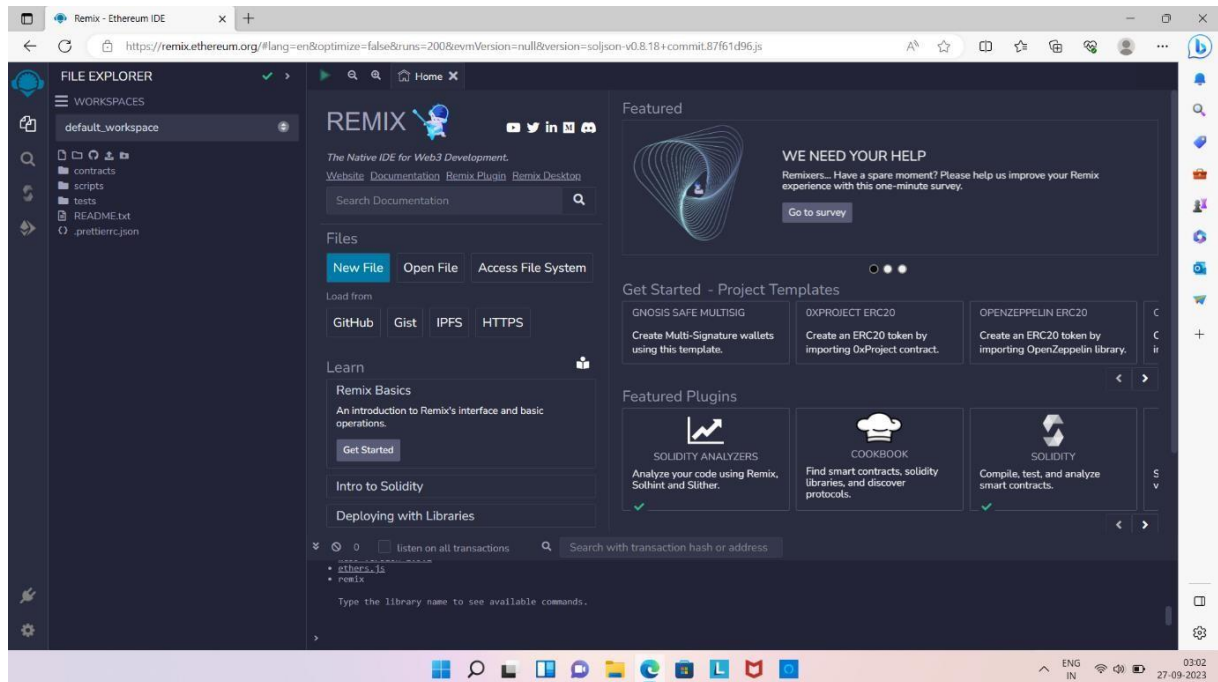 Remix - Ethereum IDE
https://remix.ethereum.org/#lang=en&optimize=false&runs=200&evmVersion=null&version=soljson-v0.8.18+commit.87f61d96.js
FILE EXPLORER
WORKSPACES
default_workspace
contracts
scripts
tests
README.txt
.prettierrc.json
Home
REMIX
The Native IDE for Web3 Development.
Website Documentation Remix Plugin Remix Desktop
Search Documentation
Files
New File Open File Access File System
Load from
GitHub Gist IPFS HTTPS
Learn
Remix Basics
An introduction to Remix's interface and basic
operations.
Get Started
Intro to Solidity
Deploying with Libraries
Featured
WE NEED YOUR HELP
Remixers... Have a spare moment? Please help us improve your Remix
experience with this one-minute survey.
Go to survey
Get Started - Project Templates
GNOSIS SAFE MULTISIG
Create Multi-Signature wallets
using this template.
0XPROJECT ERC20
Create an ERC20 token by
importing 0xProject contract.
OPENZEPPELIN ERC20
Create an ERC20 token by
importing OpenZeppelin library.
Featured Plugins
SOLIDITY ANALYZERS
Analyze your code using Remix,
Solhint and Slither.
COOKBOOK
Find smart contracts, solidity
libraries, and discover
protocols.
SOLIDITY
Compile, test, and analyze
smart contracts.
0 listen on all transactions Search with transaction hash or address
ethers.js
remix
Type the library name to see available commands.
>
ENG
IN
03:02
27-09-2023